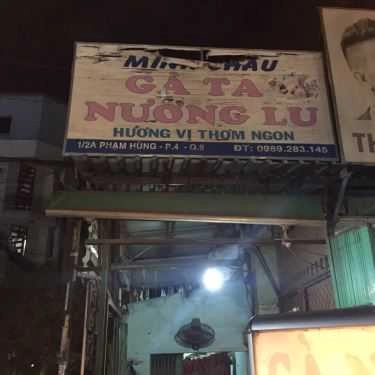 MINH CHÂU
GÀ TA
NƯỚNG LU
HƯƠNG VỊ THƠM NGON
1/2A PHẠM HÙNG - P.4 - Q.8 ĐT: 0989.283.145
TH